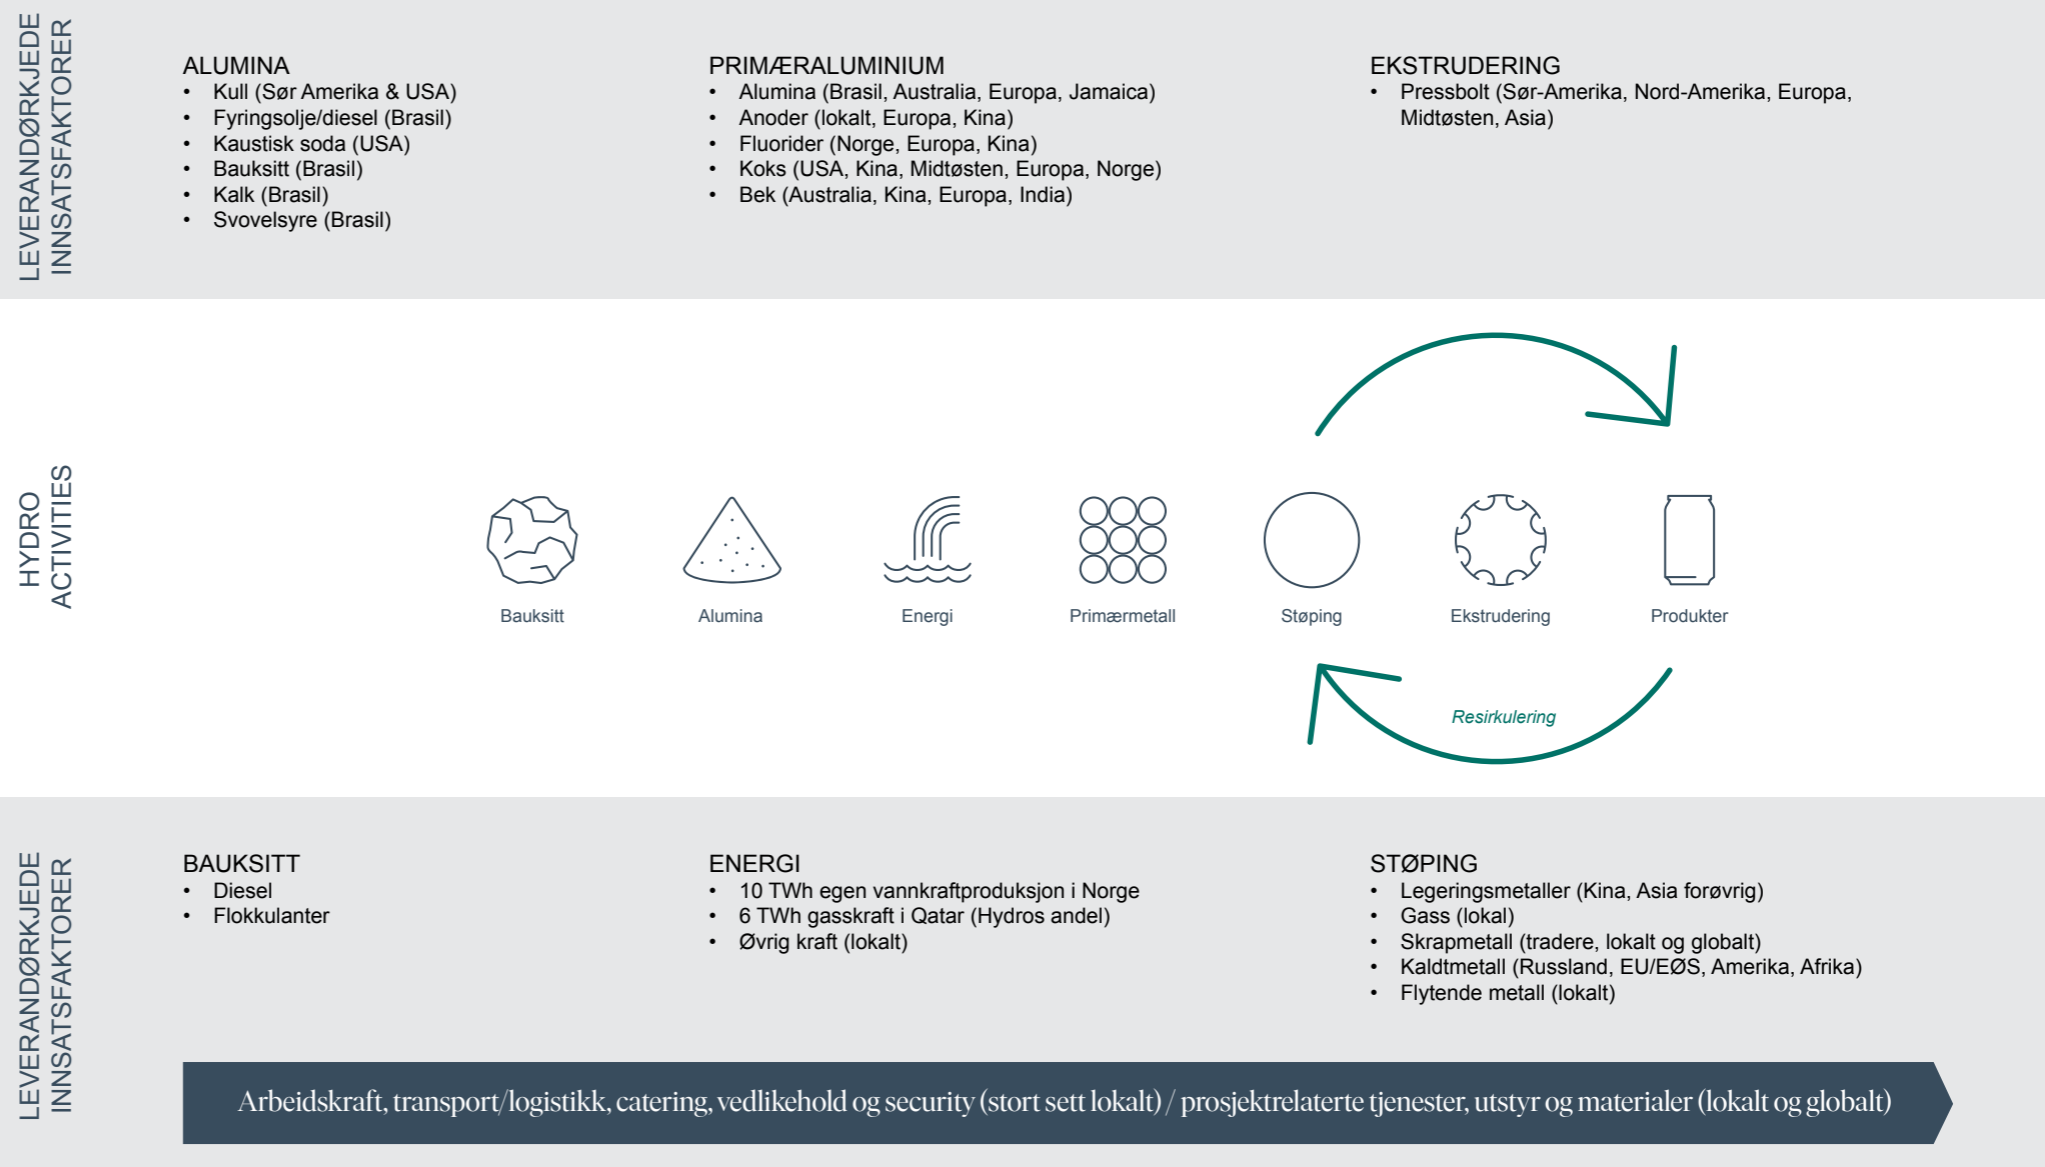 LEVERANDØRKJEDE
INNSATSFAKTORER
ALUMINA
• Kull (Sør Amerika & USA)
• Fyringsolje/diesel (Brasil)
• Kaustisk soda (USA)
• Bauksitt (Brasil)
• Kalk (Brasil)
• Svovelsyre (Brasil)
PRIMÆRALUMINIUM
• Alumina (Brasil, Australia, Europa, Jamaica)
• Anoder (lokalt, Europa, Kina)
• Fluorider (Norge, Europa, Kina)
• Koks (USA, Kina, Midtøsten, Europa, Norge)
• Bek (Australia, Kina, Europa, India)
EKSTRUDERING
• Pressbolt (Sør-Amerika, Nord-Amerika, Europa,
Midtøsten, Asia)
HYDRO
ACTIVITIES
Bauksitt
Alumina
Energi
Primærmetall
Støping
Ekstrudering
Produkter
Resirkulering
LEVERANDØRKJEDE
INNSATSFAKTORER
BAUKSITT
• Diesel
• Flokkulanter
ENERGI
• 10 TWh egen vannkraftproduksjon i Norge
• 6 TWh gasskraft i Qatar (Hydros andel)
• Øvrig kraft (lokalt)
STØPING
• Legeringsmetaller (Kina, Asia forøvrig)
• Gass (lokal)
• Skrapmetall (tradere, lokalt og globalt)
• Kaldtmetall (Russland, EU/EØS, Amerika, Afrika)
• Flytende metall (lokalt)
Arbeidskraft, transport/logistikk, catering, vedlikehold og security (stort sett lokalt) / prosjektrelaterte tjenester, utstyr og materialer (lokalt og globalt)